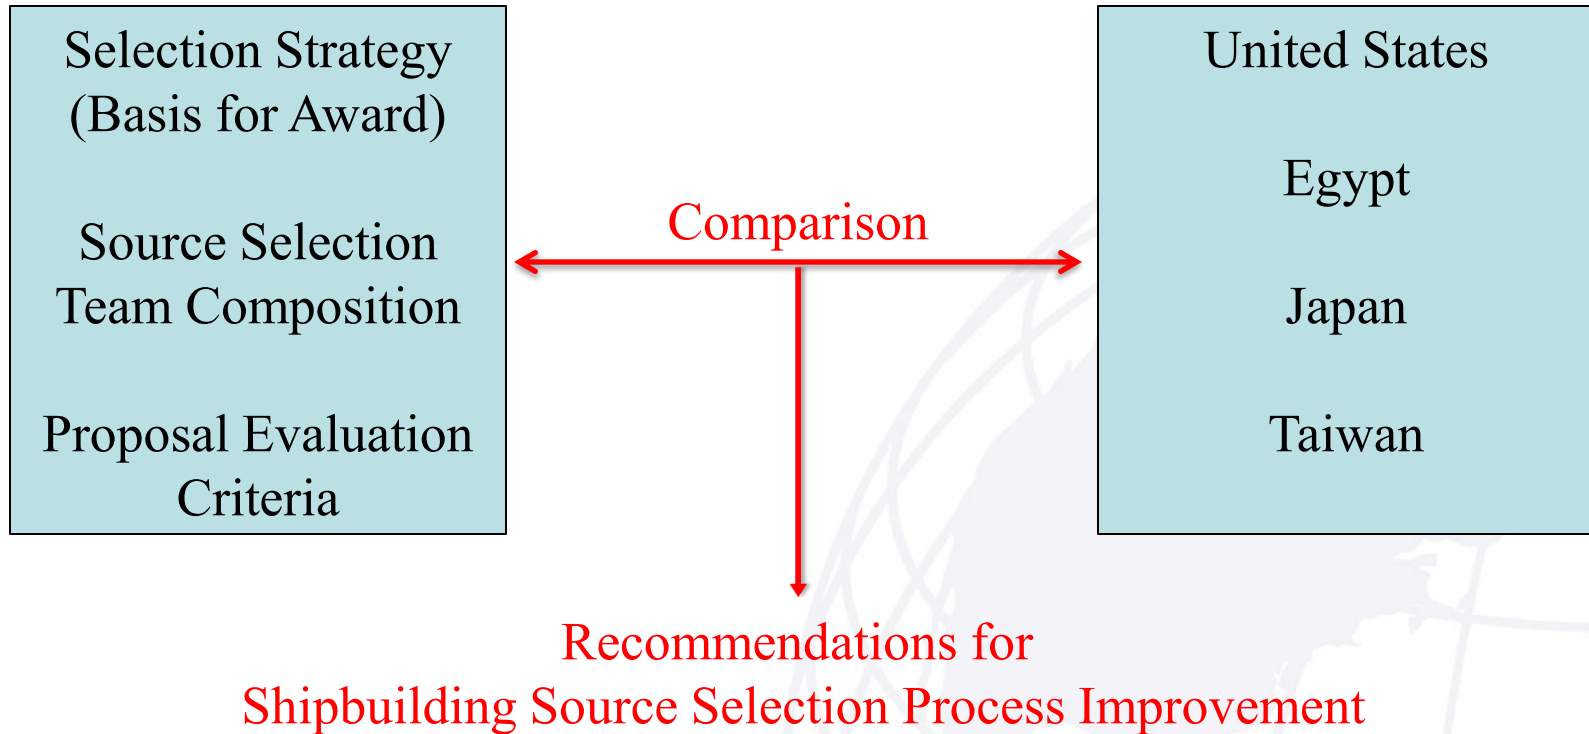 Selection Strategy
(Basis for Award)
Source Selection
Team Composition
Proposal Evaluation
Criteria
Comparison
United States
Egypt
Japan
Taiwan
Recommendations for
Shipbuilding Source Selection Process Improvement